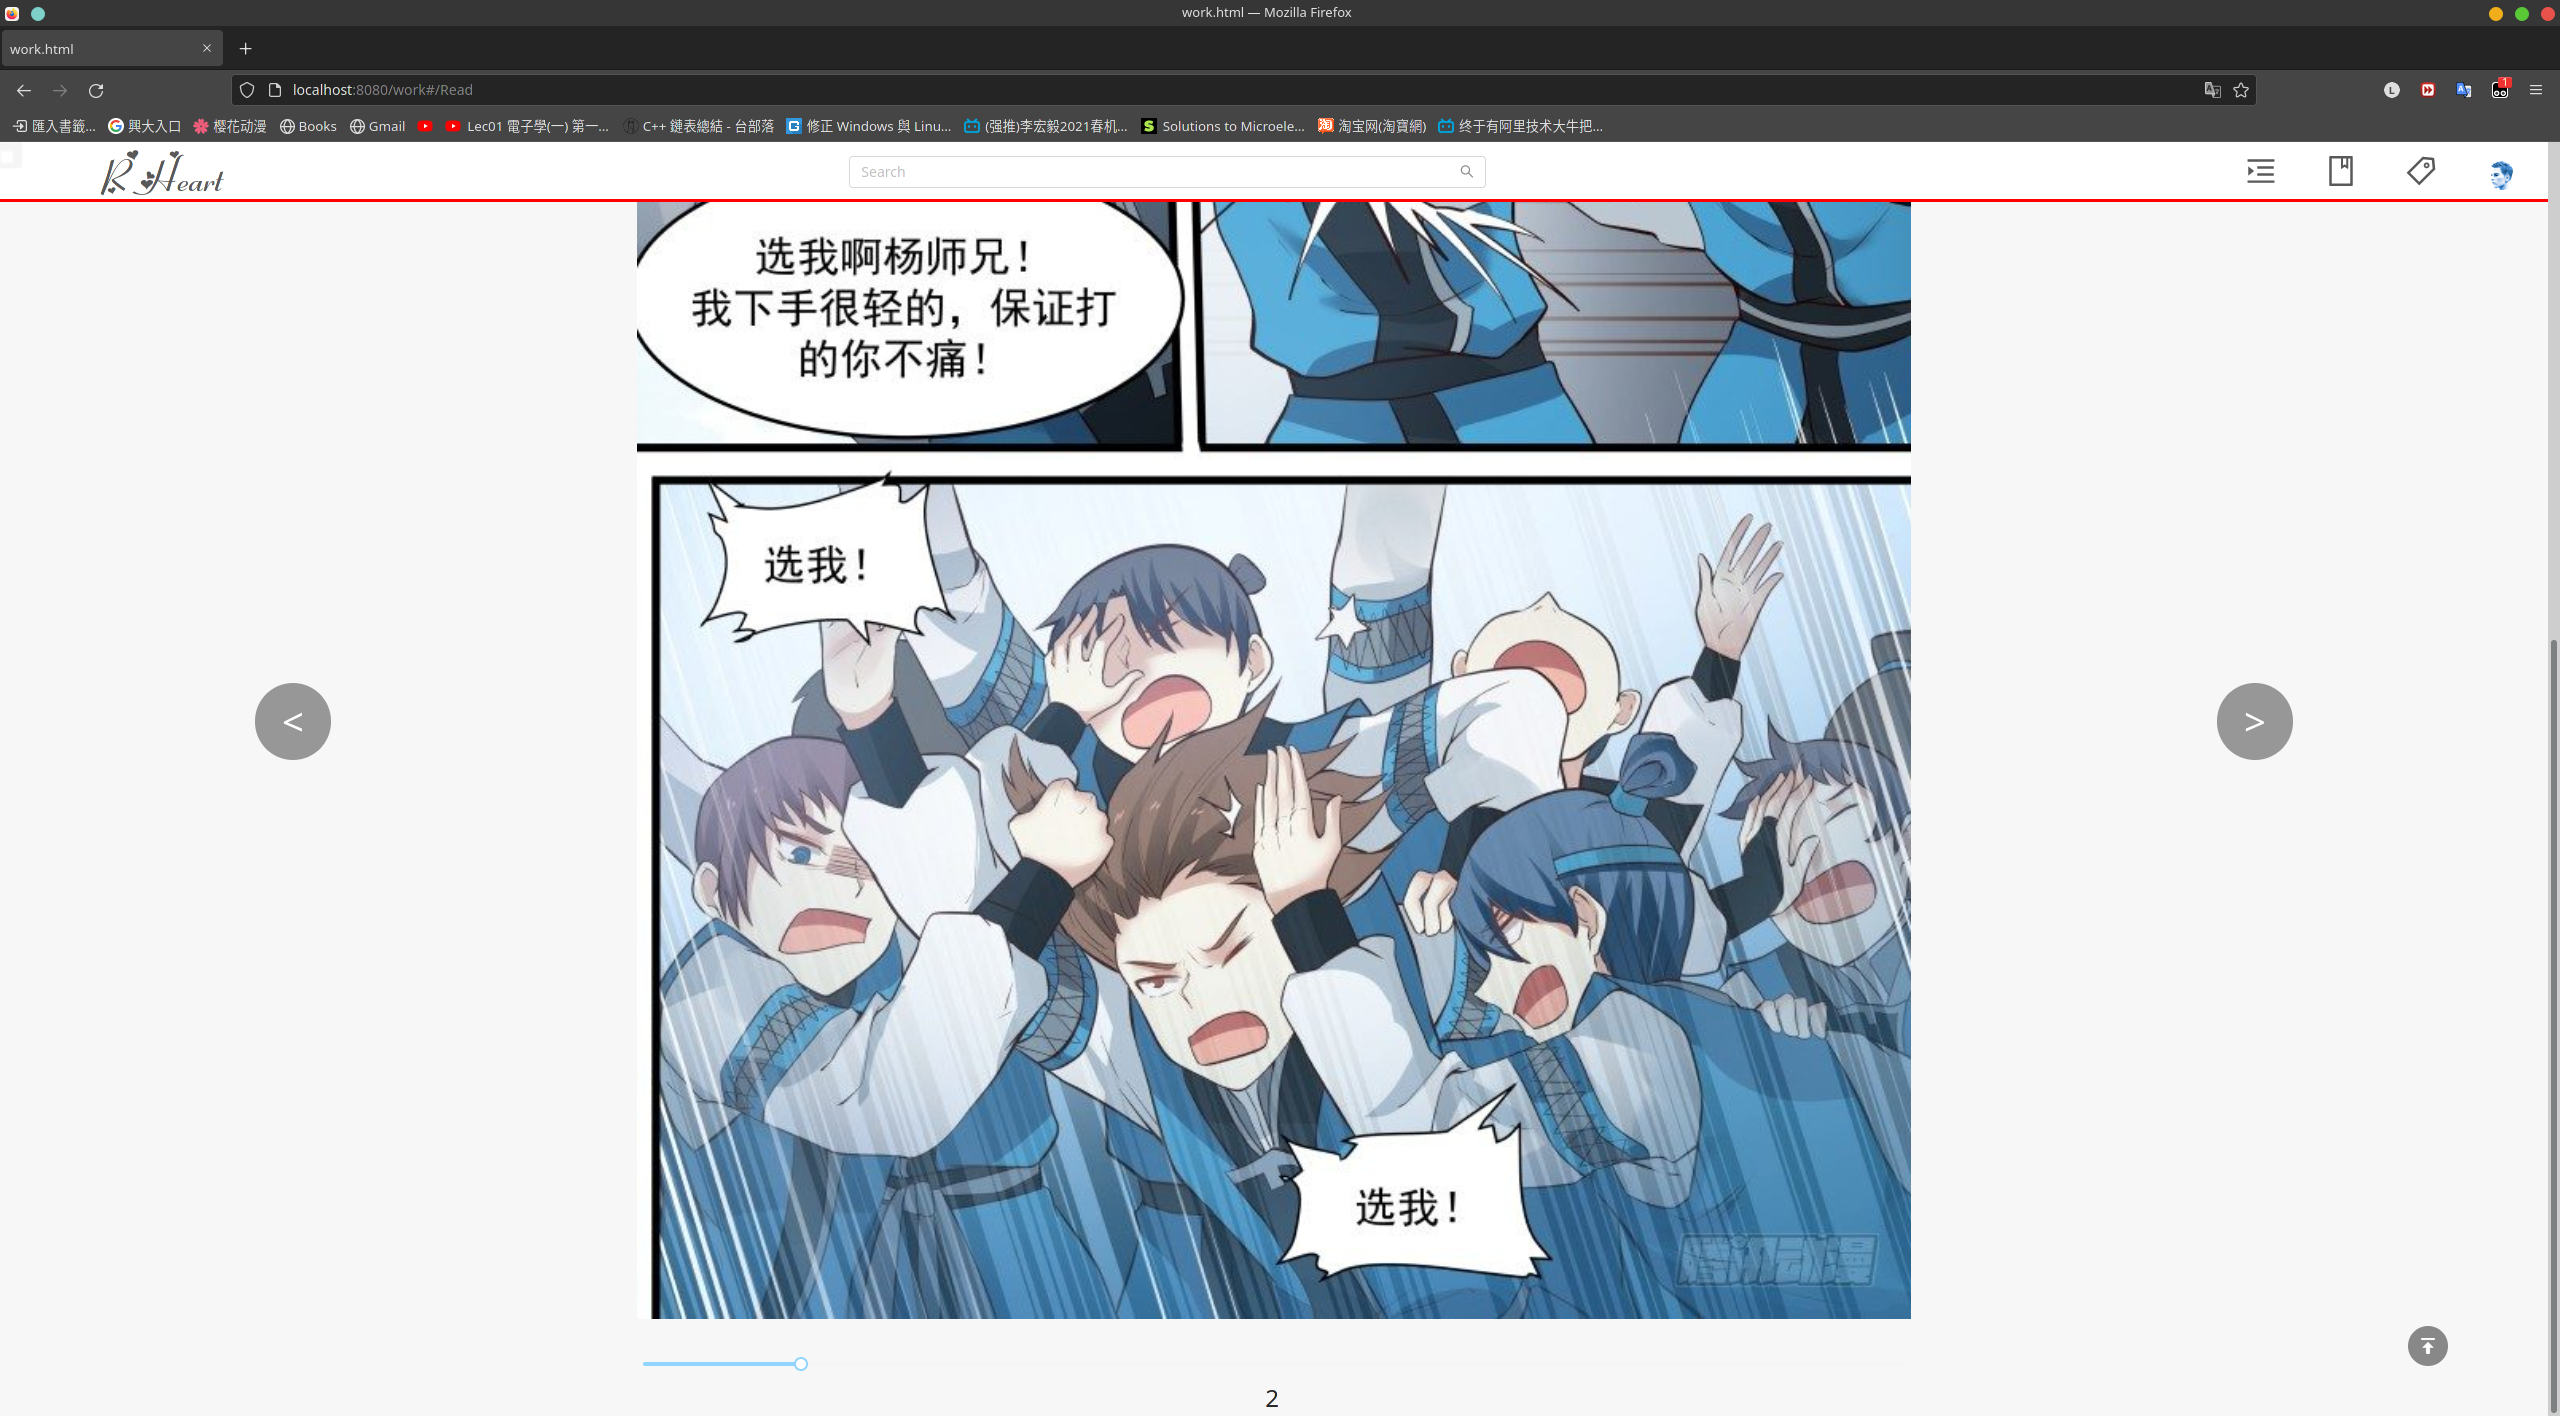 work.html — Mozilla Firefox
work.html
localhost:8080/work#/Read
匯入書籤...
興大入口
樱花动漫
Books
Gmail
Lec01 電子學(一) 第一...
C++ 鏈表總結 - 台部落
修正 Windows 與 Linu...
(强推)李宏毅2021春机...
Solutions to Microele...
淘宝网(淘寶網)
终于有阿里技术大牛把...
R Heart
Search
选我啊杨师兄！
我下手很轻的，保证打
的你不痛！
选我！
<
>
选我！
腾讯动漫
2